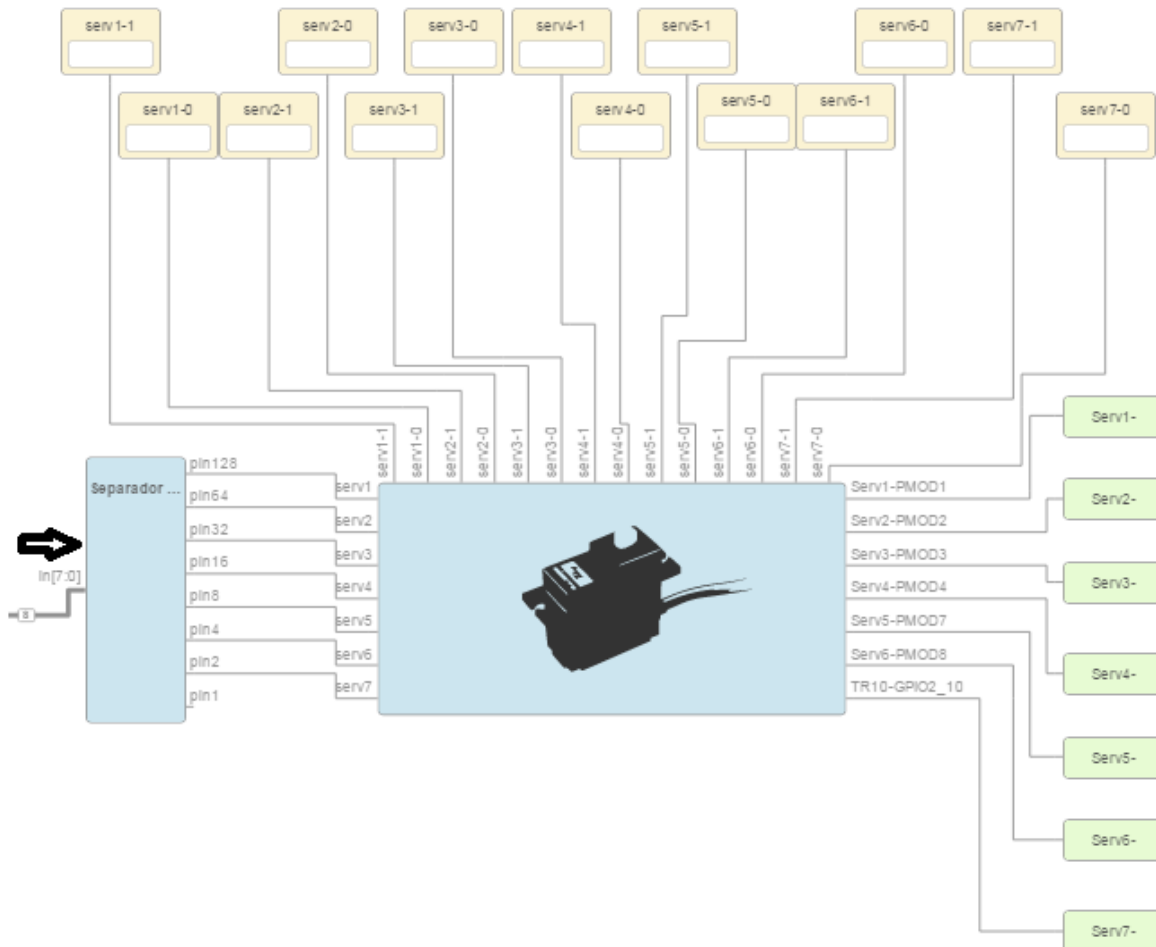 serv1-1
serv2-0
serv3-0
serv4-1
serv5-1
serv6-0
serv7-1
serv1-0
serv2-1
serv3-1
serv4-0
serv5-0
serv6-1
serv7-0
serv1-1
serv1-0
serv2-1
serv2-0
serv3-1
serv3-0
serv4-1
serv4-0
serv5-1
serv5-0
serv6-1
serv6-0
serv7-1
serv7-0
Separador ...
in[7:0]
8
pin128
pin64
pin32
pin16
pin8
pin4
pin2
pin1
serv1
serv2
serv3
serv4
serv5
serv6
serv7
Serv1-PMOD1
Serv2-PMOD2
Serv3-PMOD3
Serv4-PMOD4
Serv5-PMOD7
Serv6-PMOD8
TR10-GPIO2_10
Serv1-
Serv2-
Serv3-
Serv4-
Serv5-
Serv6-
Serv7-